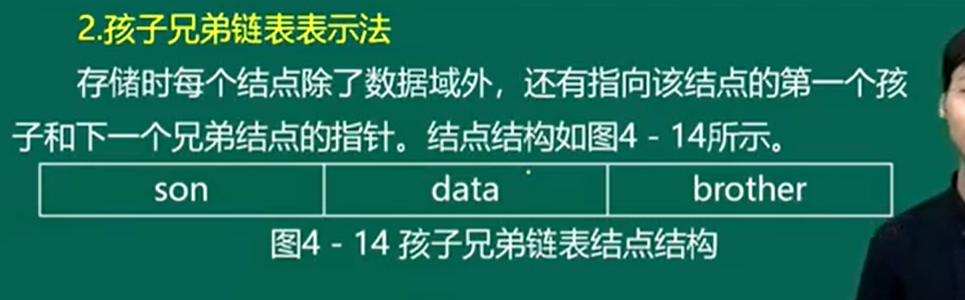 2.孩子兄弟链表表示法
存储时每个结点除了数据域外，还有指向该结点的第一个孩
子和下一个兄弟结点的指针。结点结构如图4 - 14所示。
son data brother
图4 - 14 孩子兄弟链表结点结构